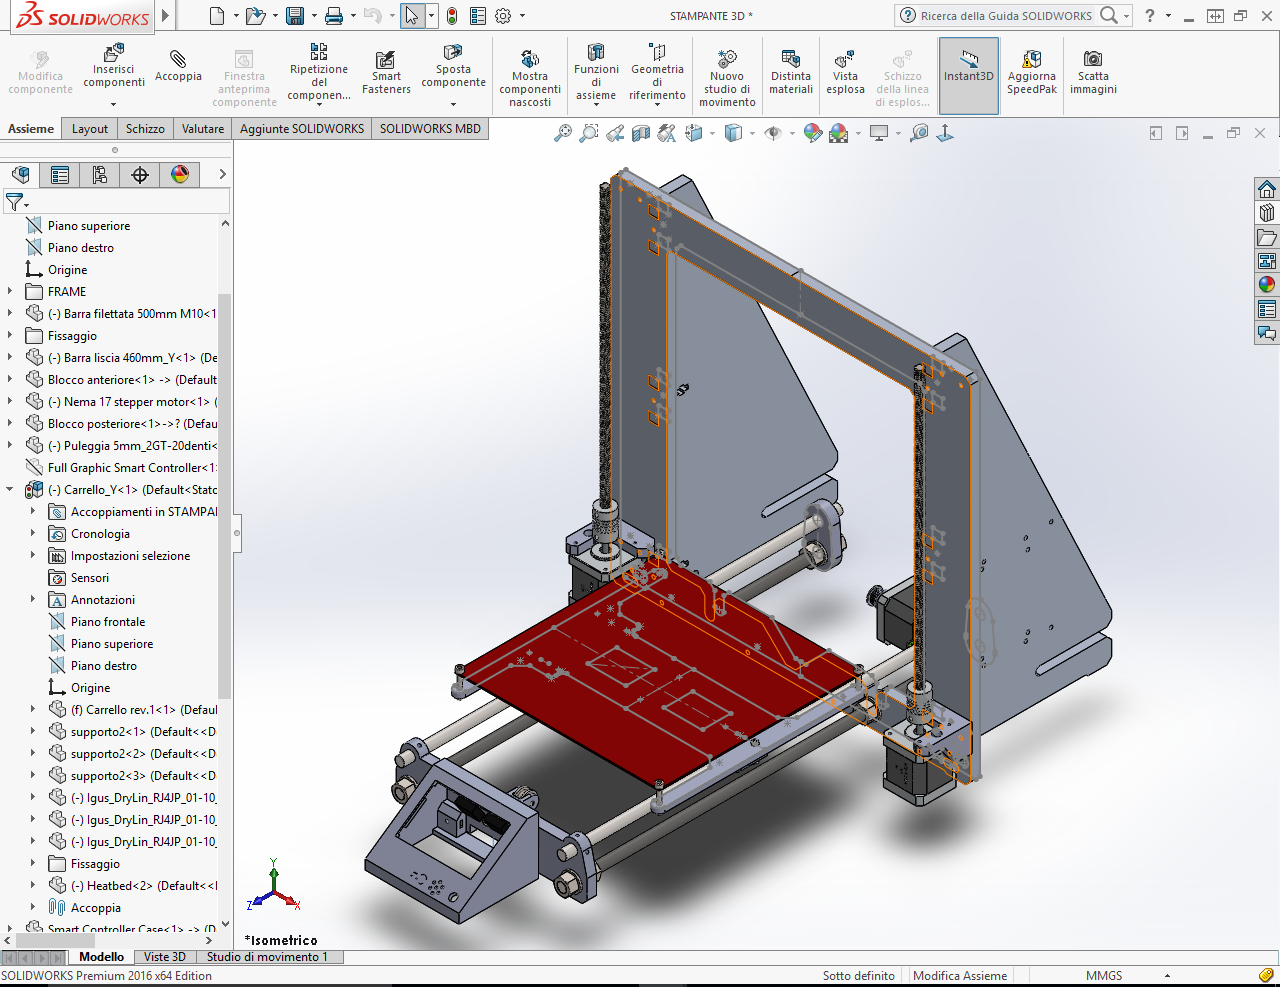 SOLIDWORKS
STAMPANTE 3D *
Ricerca della Guida SOLIDWORKS
?
Modifica componente
Inserisci componenti
Accoppia
Finestra anteprima componente
Ripetizione del componen...
Smart Fasteners
Sposta componente
Mostra componenti nascosti
Funzioni di assieme
Geometria di riferimento
Nuovo studio di movimento
Distinta materiali
Vista esplosa
Schizzo della linea di esplos...
Instant3D
Aggiorna SpeedPak
Scatta immagini
Assieme
Layout
Schizzo
Valutare
Aggiunte SOLIDWORKS
SOLIDWORKS MBD
Piano superiore
Piano destro
Origine
FRAME
(-) Barra filettata 500mm M10<1
Fissaggio
(-) Barra liscia 460mm_Y<1> (De
Blocco anteriore<1> -> (Default
(-) Nema 17 stepper motor<1> (
Blocco posteriore<1>->? (Defau
(-) Puleggia 5mm_2GT-20denti<
Full Graphic Smart Controller<1>
(-) Carrello_Y<1> (Default<Stato
Accoppiamenti in STAMPAI
Cronologia
Impostazioni selezione
Sensori
Annotazioni
Piano frontale
Piano superiore
Piano destro
Origine
(f) Carrello rev.1<1> (Defaul
supporto2<1> (Default<<D
supporto2<2> (Default<<D
supporto2<3> (Default<<D
(-) Igus_DryLin_RJ4JP_01-10_
(-) Igus_DryLin_RJ4JP_01-10_
(-) Igus_DryLin_RJ4JP_01-10_
Fissaggio
(-) Heatbed<2> (Default<<I
Accoppia
Smart Controller Case<1> -> (D
Y
Z
X
*Isometrico
Modello
Viste 3D
Studio di movimento 1
SOLIDWORKS Premium 2016 x64 Edition
Sotto definito
Modifica Assieme
MMGS